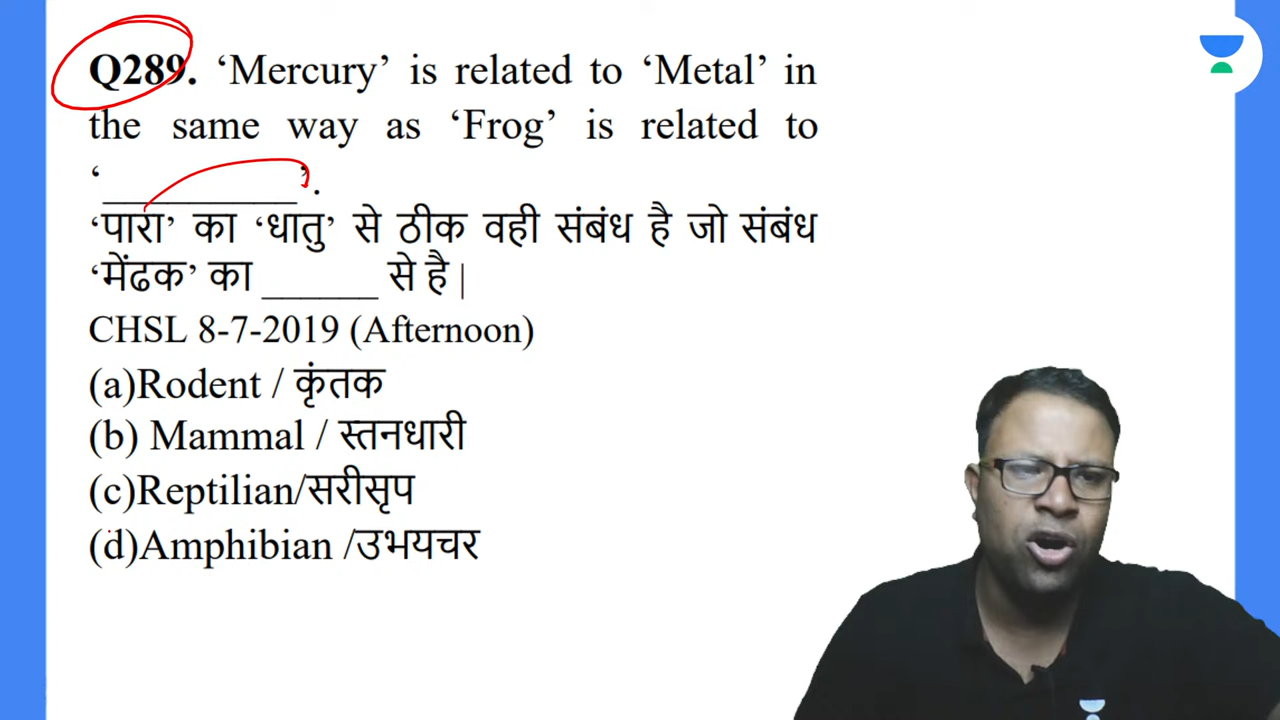 Q289. ‘Mercury’ is related to ‘Metal’ in
the same way as ‘Frog’ is related to
‘_________’.
‘पारा’ का ‘धातु’ से ठीक वही संबंध है जो संबंध
‘मेंढक’ का ______ से है |
CHSL 8-7-2019 (Afternoon)
(a)Rodent / कृंतक
(b) Mammal / स्तनधारी
(c)Reptilian/सरीसृप
(d)Amphibian /उभयचर